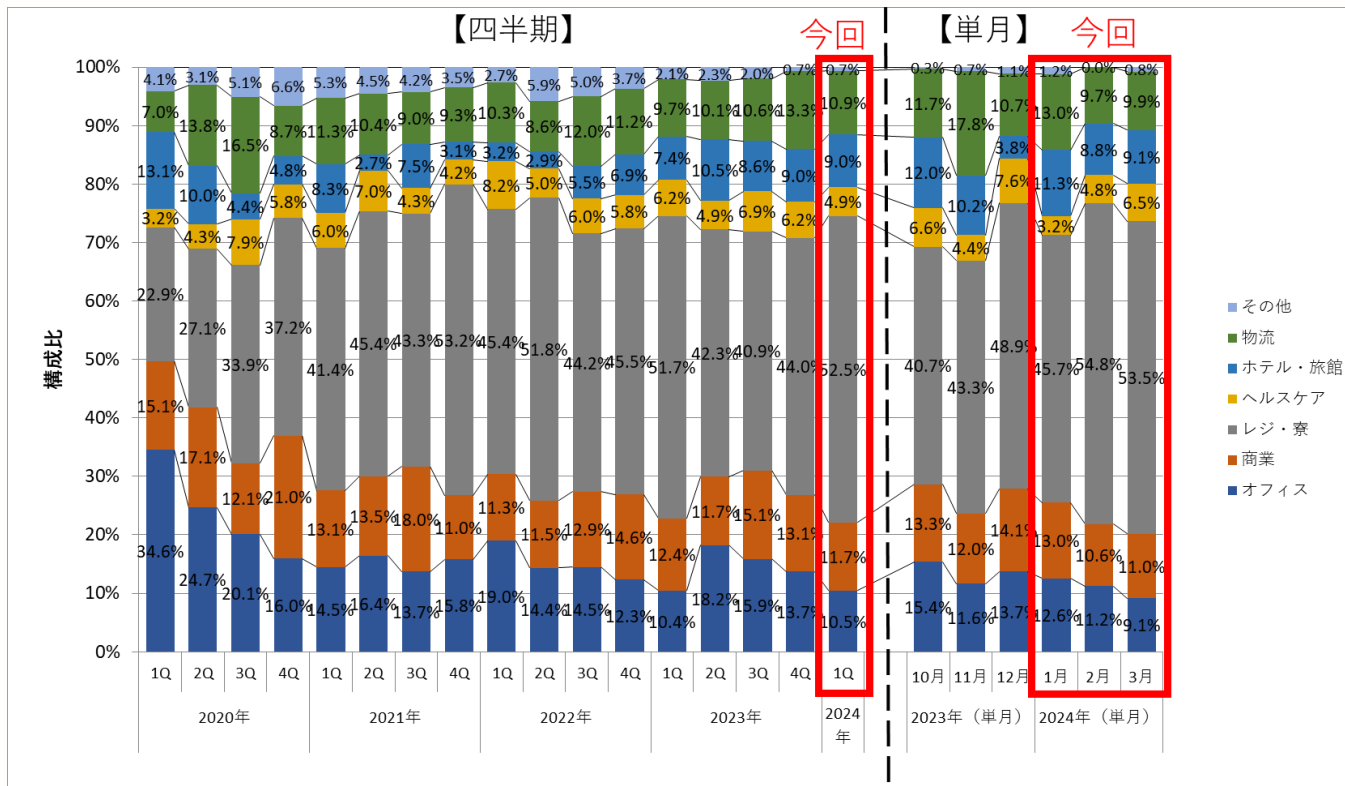 【四半期】 今回 【単月】 今回
構成比
100%
90%
80%
70%
60%
50%
40%
30%
20%
10%
0%
4.1% 3.1% 5.1% 6.6% 5.3% 4.5% 4.2% 3.5% 2.7% 5.9% 5.0% 3.7% 2.1% 2.3% 2.0% 0.7% 0.7% 0.3% 0.7% 1.1% 1.2% 0.0% 0.8%
7.0% 13.8% 16.5% 8.7% 11.3% 10.4% 9.0% 9.3% 10.3% 8.6% 12.0% 11.2% 9.7% 10.1% 10.6% 13.3% 10.9% 11.7% 17.8% 10.7% 13.0% 9.7% 9.9%
13.1% 10.0% 4.4% 4.8% 8.3% 2.7% 7.5% 3.1% 3.2% 2.9% 5.5% 6.9% 7.4% 10.5% 8.6% 9.0% 9.0% 12.0% 10.2% 3.8% 11.3% 8.8% 9.1%
3.2% 4.3% 7.9% 5.8% 6.0% 7.0% 4.3% 4.2% 8.2% 5.0% 6.0% 5.8% 6.2% 4.9% 6.9% 6.2% 4.9% 6.6% 4.4% 7.6% 3.2% 4.8% 6.5%
22.9% 27.1% 33.9% 37.2% 41.4% 45.4% 43.3% 53.2% 45.4% 51.8% 44.2% 45.5% 51.7% 42.3% 40.9% 44.0% 52.5% 40.7% 43.3% 48.9% 45.7% 54.8% 53.5%
15.1% 17.1% 12.1% 21.0% 13.1% 13.5% 18.0% 11.0% 11.3% 11.5% 12.9% 14.6% 12.4% 11.7% 15.1% 13.1% 11.7% 13.3% 12.0% 14.1% 13.0% 10.6% 11.0%
34.6% 24.7% 20.1% 16.0% 14.5% 16.4% 13.7% 15.8% 19.0% 14.4% 14.5% 12.3% 10.4% 18.2% 15.9% 13.7% 10.5% 15.4% 11.6% 13.7% 12.6% 11.2% 9.1%
1Q 2Q 3Q 4Q 1Q 2Q 3Q 4Q 1Q 2Q 3Q 4Q 1Q 2Q 3Q 4Q 1Q 10月 11月 12月 1月 2月 3月
2020年 2021年 2022年 2023年 2024 2023年（単月） 2024年（単月）
年
その他
物流
ホテル・旅館
ヘルスケア
レジ・寮
商業
オフィス